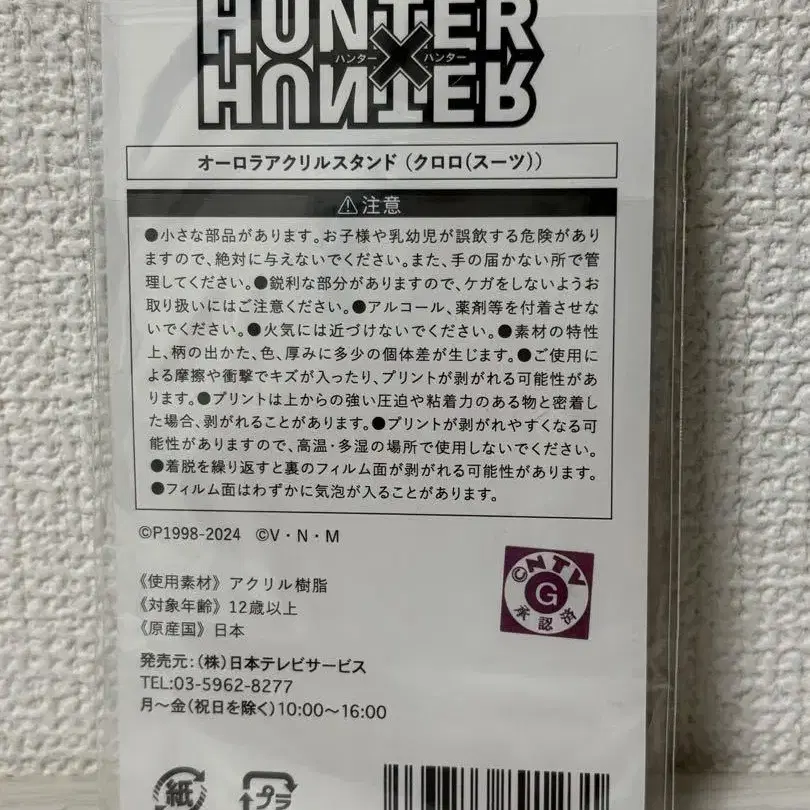 HUNTER
ハンター×ハンター
HUNTER
オーロラアクリルスタンド（クロロ(スーツ)）
⚠注意
●小さな部品があります。お子様や乳幼児が誤飲する危険があり
ますので、絶対に与えないでください。また、手の届かない所で管
理してください。●鋭利な部分がありますので、ケガをしないようお
取り扱いにはご注意ください。●アルコール、薬剤等を付着させな
いでください。●火気には近づけないでください。●素材の特性
上、柄の出かた、色、厚みに多少の個体差が生じます。●ご使用に
よる摩擦や衝撃でキズが入ったり、プリントが剥がれる可能性があ
ります。●プリントは上からの強い圧迫や粘着力のある物と密着し
た場合、剥がれることがあります。●プリントが剥がれやすくなる可
能性がありますので、高温・多湿の場所で使用しないでください。
●着脱を繰り返すと裏のフィルム面が剥がれる可能性があります。
●フィルム面はわずかに気泡が入ることがあります。
©P1998-2024 ©V・N・M
©NTV
G
承認済
《使用素材》アクリル樹脂
《対象年齢》12歳以上
《原産国》日本
発売元:(株)日本テレビサービス
TEL:03-5962-8277
月～金(祝日を除く)10:00～16:00
紙
プラ